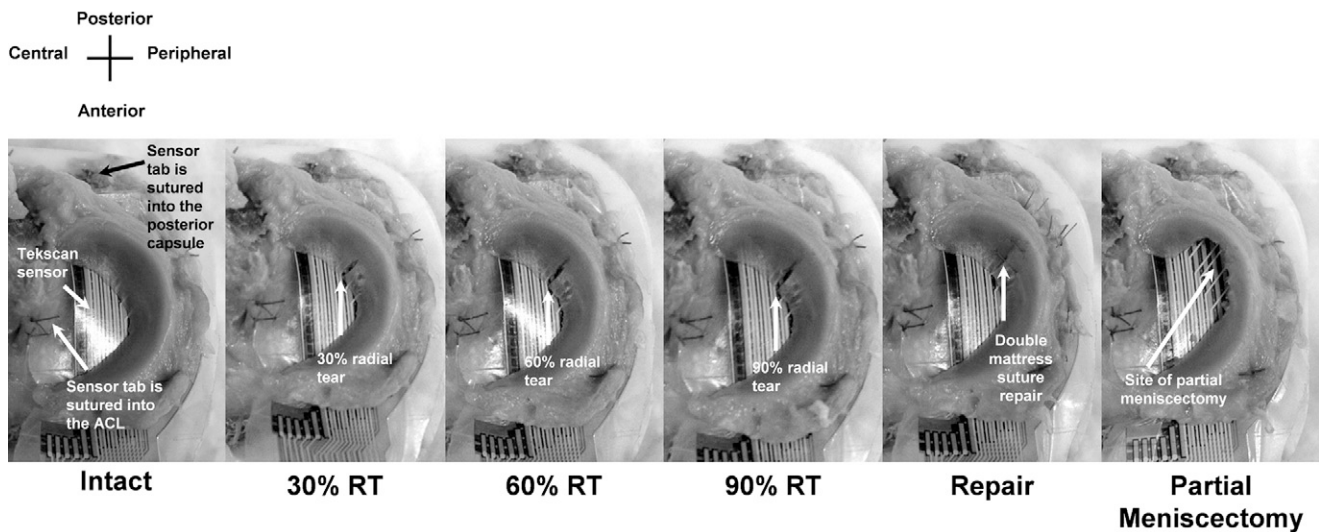 Posterior
Central
Peripheral
Anterior
Sensor
tab is
sutured
into the
posterior
capsule
Tekscan
sensor
Sensor tab is
sutured into
the ACL
30% radial
tear
60% radial
tear
90% radial
tear
Double
mattress
suture
repair
Site of partial
meniscectomy
Intact
30% RT
60% RT
90% RT
Repair
Partial
Meniscectomy